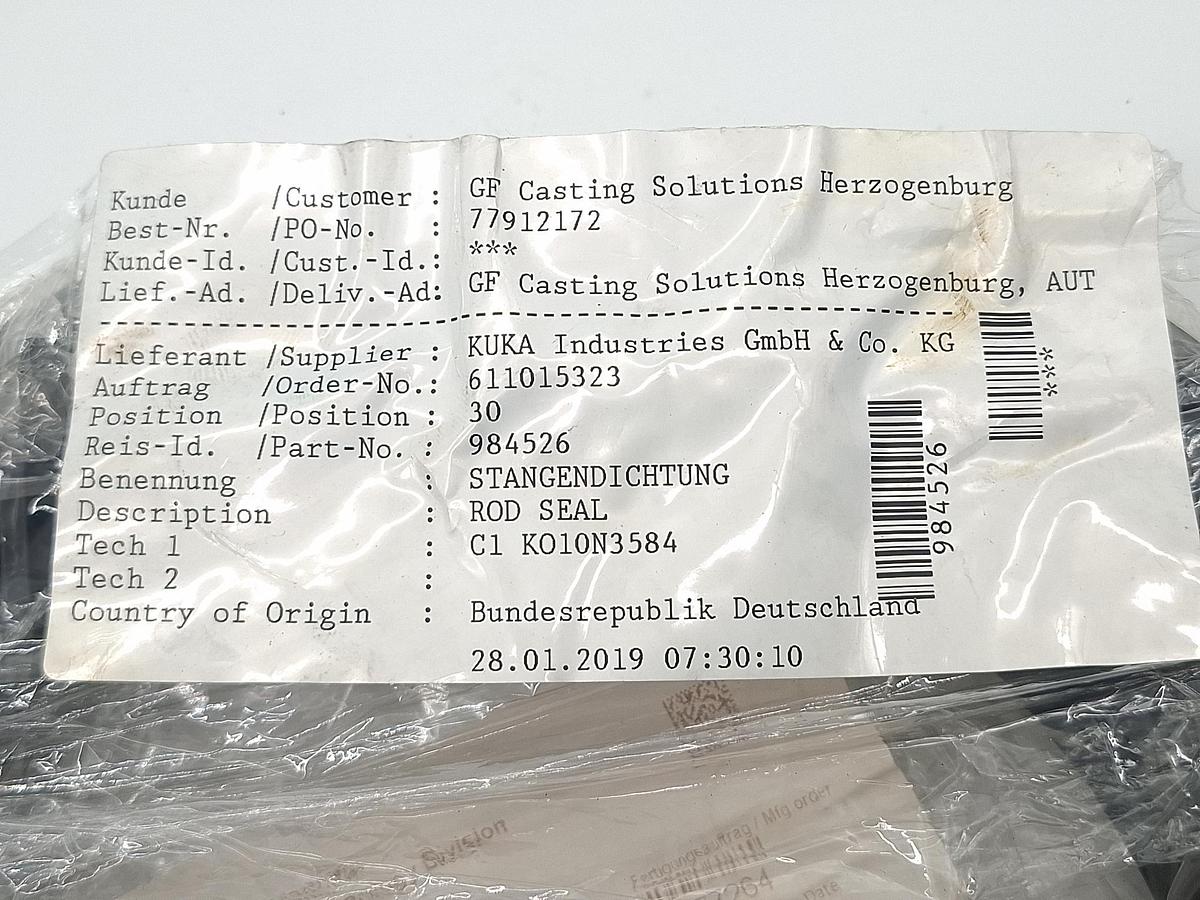 Kunde /Customer : GF Casting Solutions Herzogenburg
Best-Nr. /PO-No. : 77912172
Kunde-Id. /Cust.-Id.: ***
Lief.-Ad. /Deliv.-Ad: GF Casting Solutions Herzogenburg, AUT
Lieferant /Supplier : KUKA Industries GmbH & Co. KG
Auftrag /Order-No.: 611015323
Position /Position : 30
Reis-Id. /Part-No. : 984526
Benennung : STANGENDICHTUNG
Description : ROD SEAL
Tech 1 : C1 KO10N3584
Tech 2 :
Country of Origin : Bundesrepublik Deutschland
28.01.2019 07:30:10
***
984526
Fertigungsauftrag / Mfg order
Date